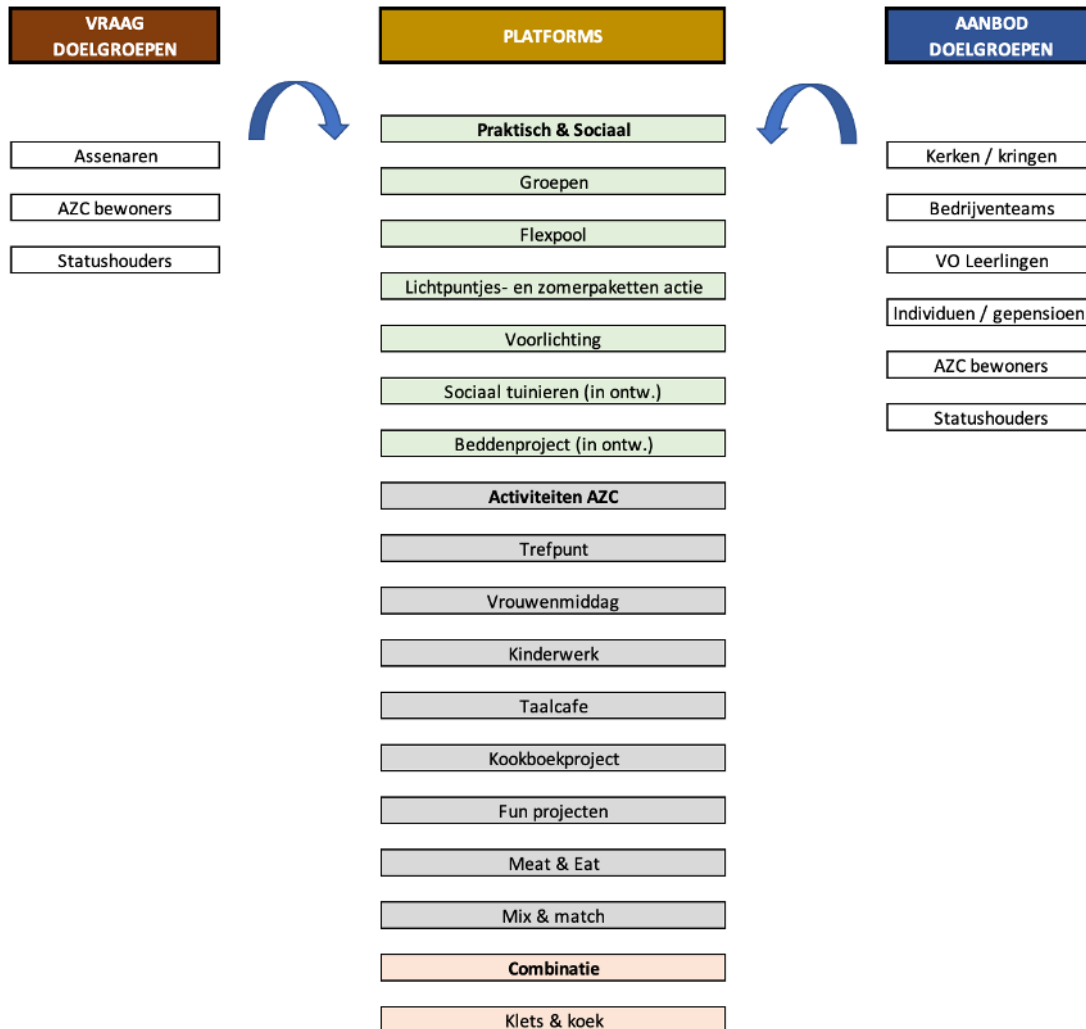 VRAAG
DOELGROEPEN
Assenaren
AZC bewoners
Statushouders
PLATFORMS
Praktisch & Sociaal
Groepen
Flexpool
Lichtpuntjes- en zomerpaketten actie
Voorlichting
Sociaal tuinieren (in ontw.)
Beddenproject (in ontw.)
Activiteiten AZC
Trefpunt
Vrouwenmiddag
Kinderwerk
Taalcafe
Kookboekproject
Fun projecten
Meat & Eat
Mix & match
Combinatie
Klets & koek
AANBOD
DOELGROEPEN
Kerken / kringen
Bedrijventeams
VO Leerlingen
Individuen / gepensioen
AZC bewoners
Statushouders